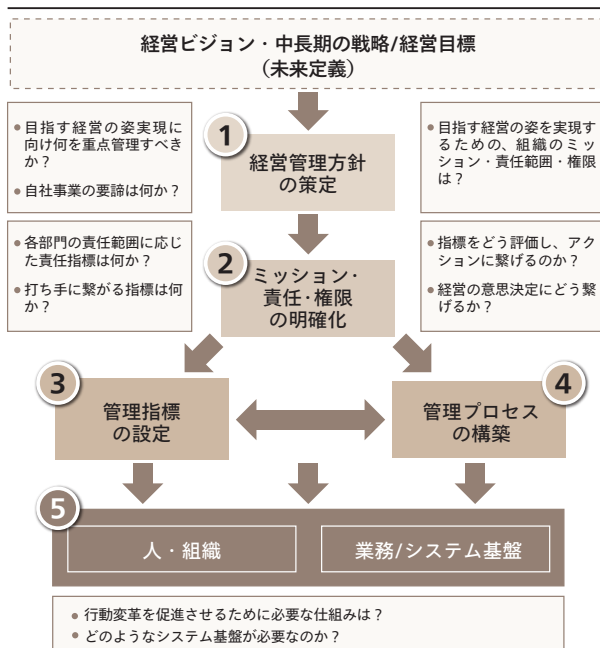 経営ビジョン・中長期の戦略/経営目標
（未来定義）
● 目指す経営の姿実現に
向け何を重点管理すべき
か？
● 自社事業の要諦は何か？
1
経営管理方針
の策定
● 目指す経営の姿を実現す
るための、組織のミッ
ション・責任範囲・権限
は？
● 各部門の責任範囲に応じ
た責任指標は何か？
● 打ち手に繋がる指標は何
か？
2
ミッション・
責任・権限
の明確化
● 指標をどう評価し、アク
ションに繋げるのか？
● 経営の意思決定にどう繋
げるか？
3
管理指標
の設定
4
管理プロセス
の構築
5
人・組織
業務/システム基盤
● 行動変革を促進させるために必要な仕組みは？
● どのようなシステム基盤が必要なのか？